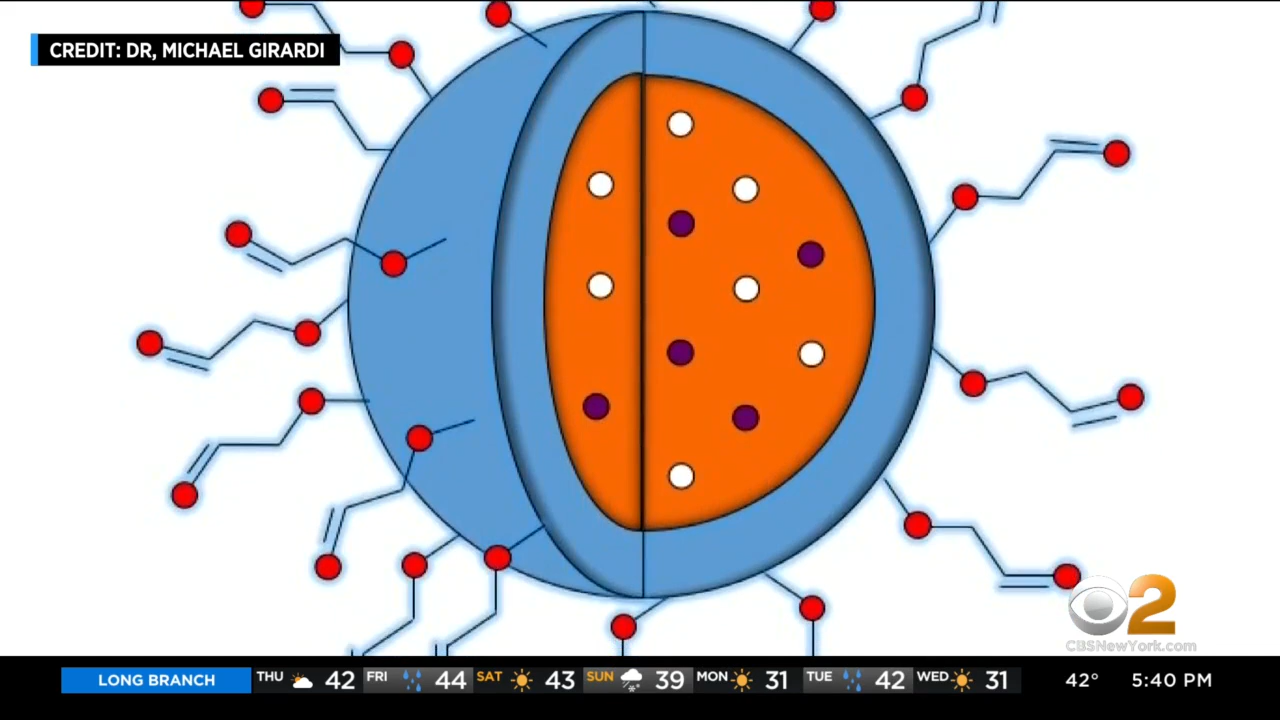 CREDIT: DR, MICHAEL GIRARDI
2
CBSNewYork.com
LONG BRANCH THU 42 FRI 44 SAT 43 SUN 39 MON 31 TUE 42 WED 31 42° 5:40 PM